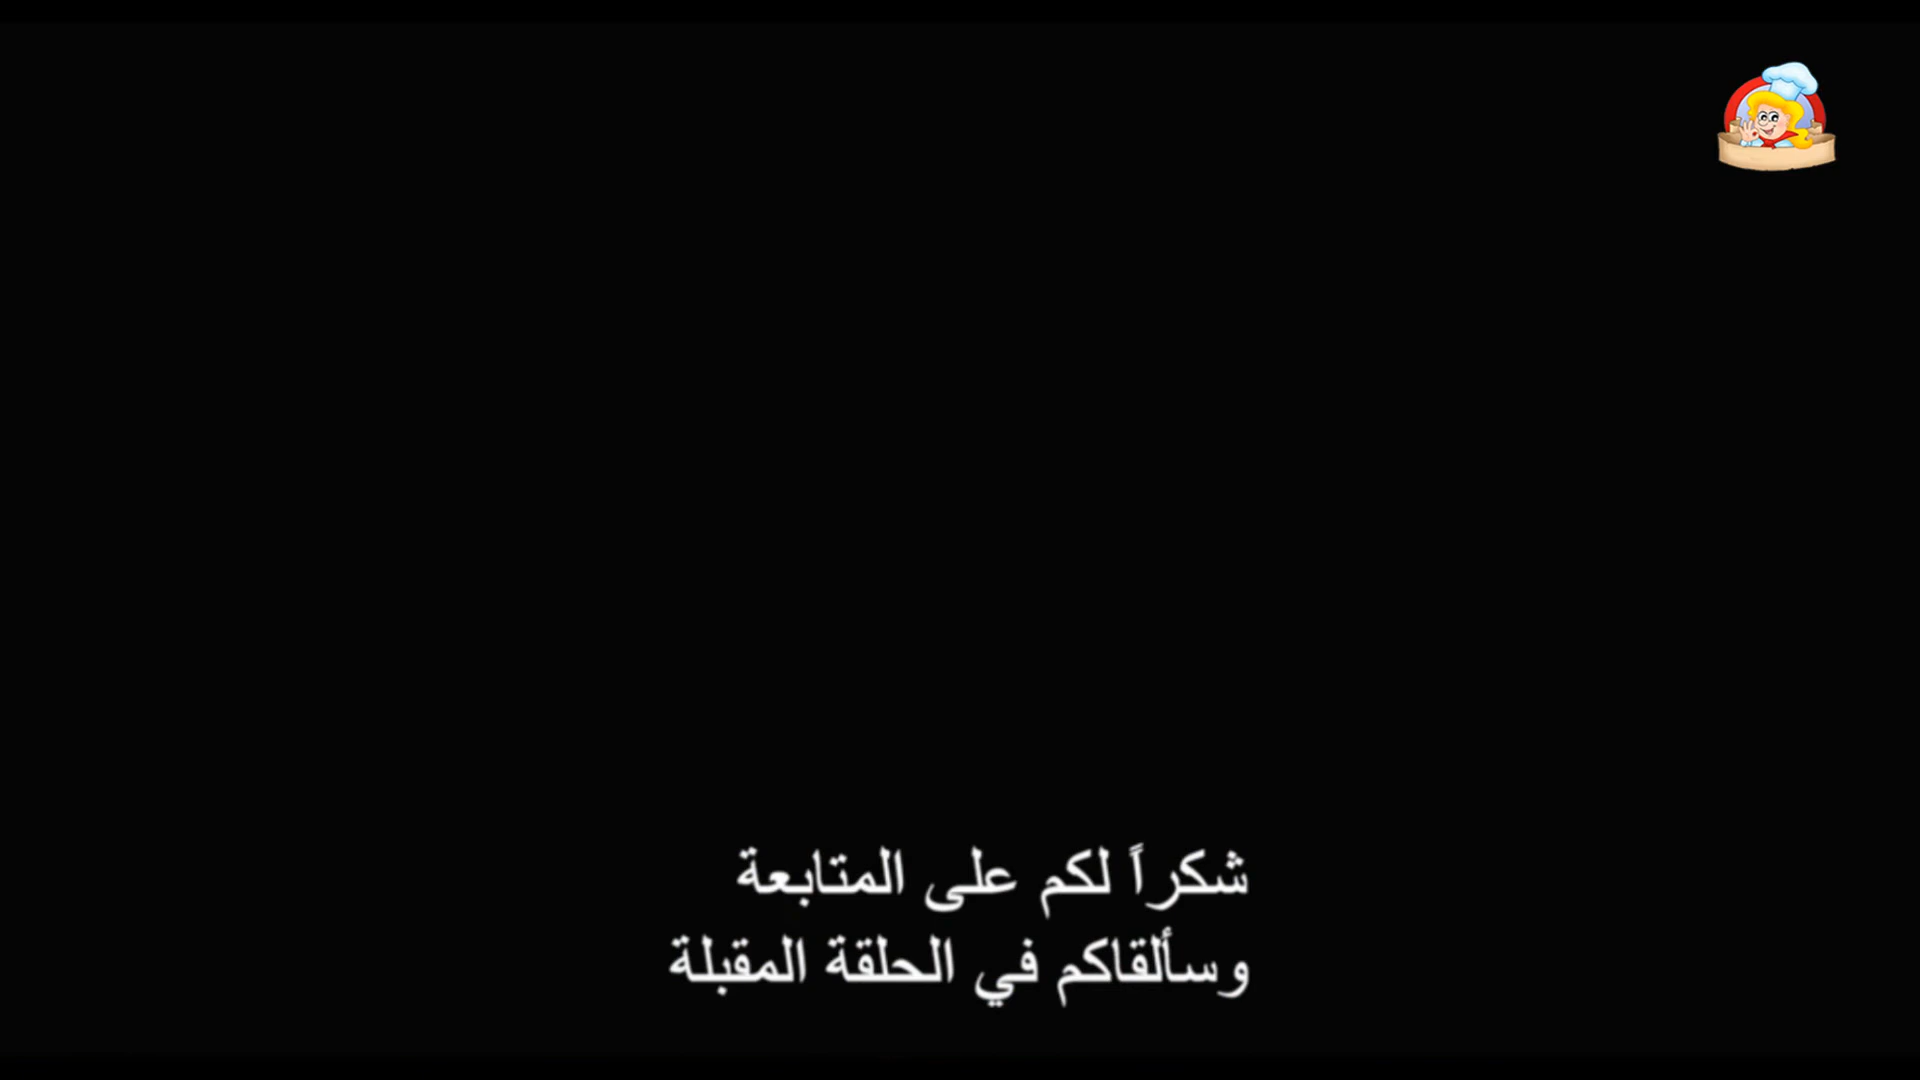 شكراً لكم على المتابعة
وسألقاكم في الحلقة المقبلة